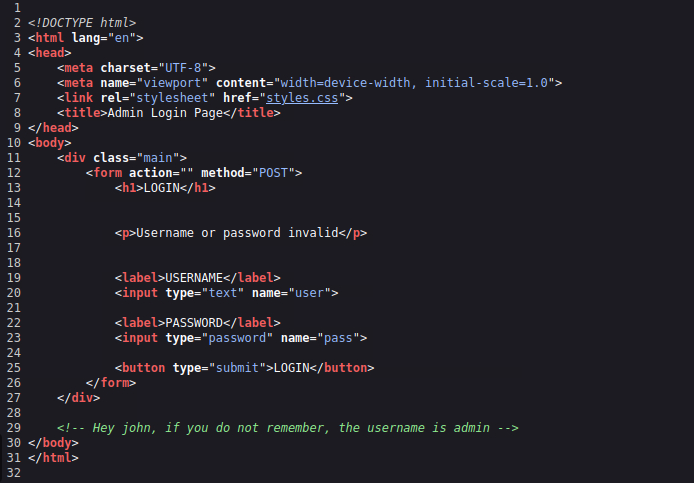 1
2 <!DOCTYPE html>
3 <html lang="en">
4 <head>
5     <meta charset="UTF-8">
6     <meta name="viewport" content="width=device-width, initial-scale=1.0">
7     <link rel="stylesheet" href="styles.css">
8     <title>Admin Login Page</title>
9 </head>
10 <body>
11     <div class="main">
12         <form action="" method="POST">
13             <h1>LOGIN</h1>
14
15
16             <p>Username or password invalid</p>
17
18
19             <label>USERNAME</label>
20             <input type="text" name="user">
21
22             <label>PASSWORD</label>
23             <input type="password" name="pass">
24
25             <button type="submit">LOGIN</button>
26         </form>
27     </div>
28
29     <!-- Hey john, if you do not remember, the username is admin -->
30 </body>
31 </html>
32